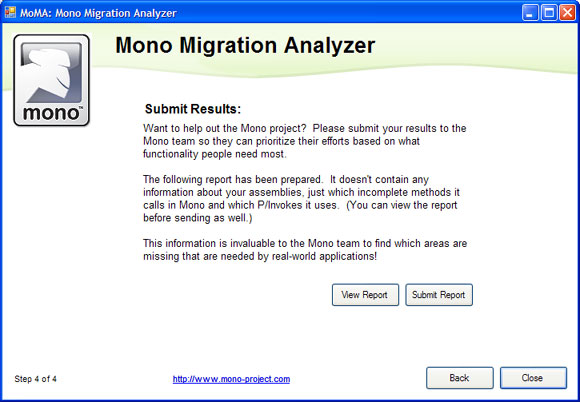 MoMA: Mono Migration Analyzer
Mono Migration Analyzer
mono™
Submit Results:
Want to help out the Mono project?  Please submit your results to the
Mono team so they can prioritize their efforts based on what
functionality people need most.
The following report has been prepared.  It doesn't contain any
information about your assemblies, just which incomplete methods it
calls in Mono and which P/Invokes it uses.  (You can view the report
before sending as well.)
This information is invaluable to the Mono team to find which areas are
missing that are needed by real-world applications!
View Report Submit Report
Step 4 of 4 http://www.mono-project.com Back Close